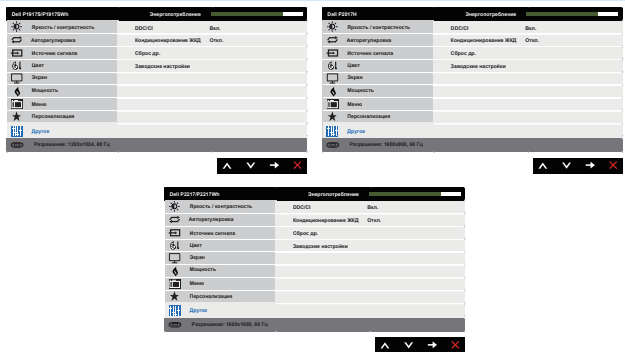 Dell P1917S/P1917SWh Энергопотребление
Яркость / контрастность DDC/CI Вкл.
Авторегулировка Кондиционирование ЖКД Откл.
Источник сигнала Сброс др.
Цвет Заводские настройки
Экран
Мощность
Меню
Персонализация
Другое
Разрешение: 1280x1024, 60 Гц
Dell P2017H Энергопотребление
Яркость / контрастность DDC/CI Вкл.
Авторегулировка Кондиционирование ЖКД Откл.
Источник сигнала Сброс др.
Цвет Заводские настройки
Экран
Мощность
Меню
Персонализация
Другое
Разрешение: 1600x900, 60 Гц
Dell P2217/P2217Wh Энергопотребление
Яркость / контрастность DDC/CI Вкл.
Авторегулировка Кондиционирование ЖКД Откл.
Источник сигнала Сброс др.
Цвет Заводские настройки
Экран
Мощность
Меню
Персонализация
Другое
Разрешение: 1680x1050, 60 Гц